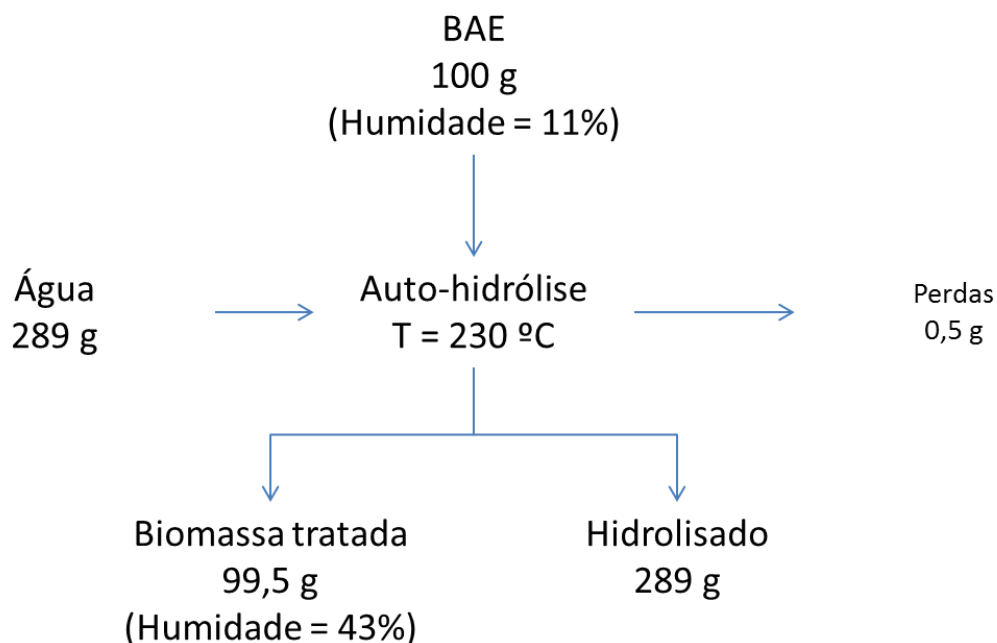 BAE
100 g
(Humidade = 11%)
Água
289 g
Auto-hidrólise
T = 230 ºC
Perdas
0,5 g
Biomassa tratada
99,5 g
(Humidade = 43%)
Hidrolisado
289 g